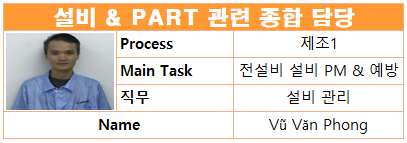 설비 & PART 관련 종합 담당
Process 제조1
Main Task 전설비 설비 PM & 예방
직무 설비 관리
Name Vũ Văn Phong